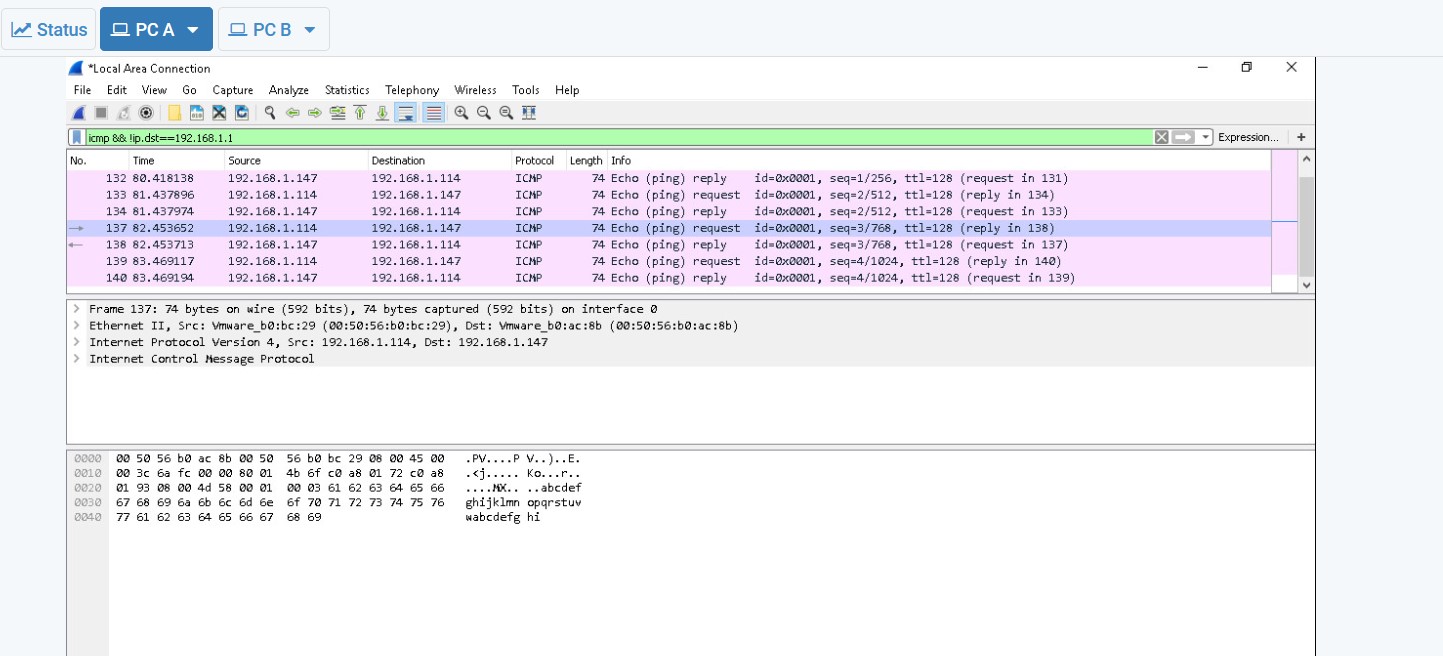 Status PC A PC B
*Local Area Connection
File Edit View Go Capture Analyze Statistics Telephony Wireless Tools Help
icmp && !ip.dst==192.168.1.1 Expression... +
No. Time Source Destination Protocol Length Info
132 80.418138 192.168.1.147 192.168.1.114 ICMP 74 Echo (ping) reply id=0x0001, seq=1/256, ttl=128 (request in 131)
133 81.437896 192.168.1.114 192.168.1.147 ICMP 74 Echo (ping) request id=0x0001, seq=2/512, ttl=128 (reply in 134)
134 81.437974 192.168.1.147 192.168.1.114 ICMP 74 Echo (ping) reply id=0x0001, seq=2/512, ttl=128 (request in 133)
137 82.453652 192.168.1.114 192.168.1.147 ICMP 74 Echo (ping) request id=0x0001, seq=3/768, ttl=128 (reply in 138)
138 82.453713 192.168.1.147 192.168.1.114 ICMP 74 Echo (ping) reply id=0x0001, seq=3/768, ttl=128 (request in 137)
139 83.469117 192.168.1.114 192.168.1.147 ICMP 74 Echo (ping) request id=0x0001, seq=4/1024, ttl=128 (reply in 140)
140 83.469194 192.168.1.147 192.168.1.114 ICMP 74 Echo (ping) reply id=0x0001, seq=4/1024, ttl=128 (request in 139)
Frame 137: 74 bytes on wire (592 bits), 74 bytes captured (592 bits) on interface 0
Ethernet II, Src: Vmware_b0:bc:29 (00:50:56:b0:bc:29), Dst: Vmware_b0:ac:8b (00:50:56:b0:ac:8b)
Internet Protocol Version 4, Src: 192.168.1.114, Dst: 192.168.1.147
Internet Control Message Protocol
0000 00 50 56 b0 ac 8b 00 50 56 b0 bc 29 08 00 45 00 .PV....P V..)..E.
0010 00 3c 6a fc 00 00 80 01 4b 6f c0 a8 01 72 c0 a8 .<j..... Ko...r..
0020 01 93 08 00 4d 58 00 01 00 03 61 62 63 64 65 66 ....MX.. ..abcdef
0030 67 68 69 6a 6b 6c 6d 6e 6f 70 71 72 73 74 75 76 ghijklmn opqrstuv
0040 77 61 62 63 64 65 66 67 68 69 wabcdefg hi